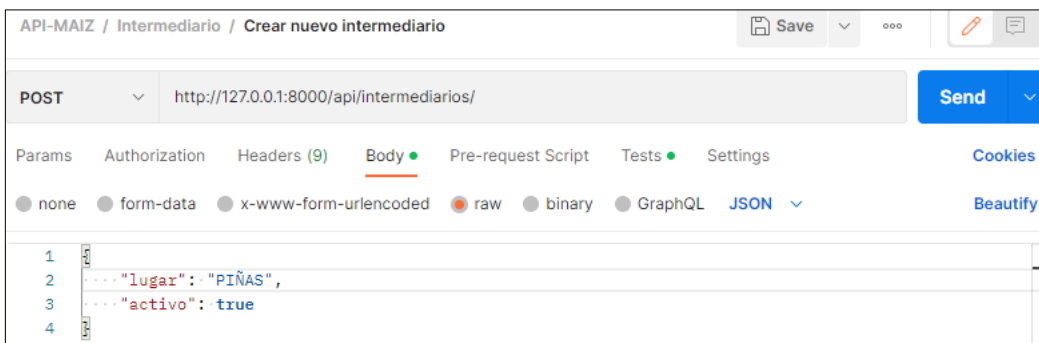 API-MAIZ / Intermediario / Crear nuevo intermediario Save ooo
POST http://127.0.0.1:8000/api/intermediarios/ Send
Params Authorization Headers (9) Body Pre-request Script Tests Settings Cookies
none form-data x-www-form-urlencoded raw binary GraphQL JSON Beautify
1 {
2 "lugar": "PIÑAS",
3 "activo": true
4 }